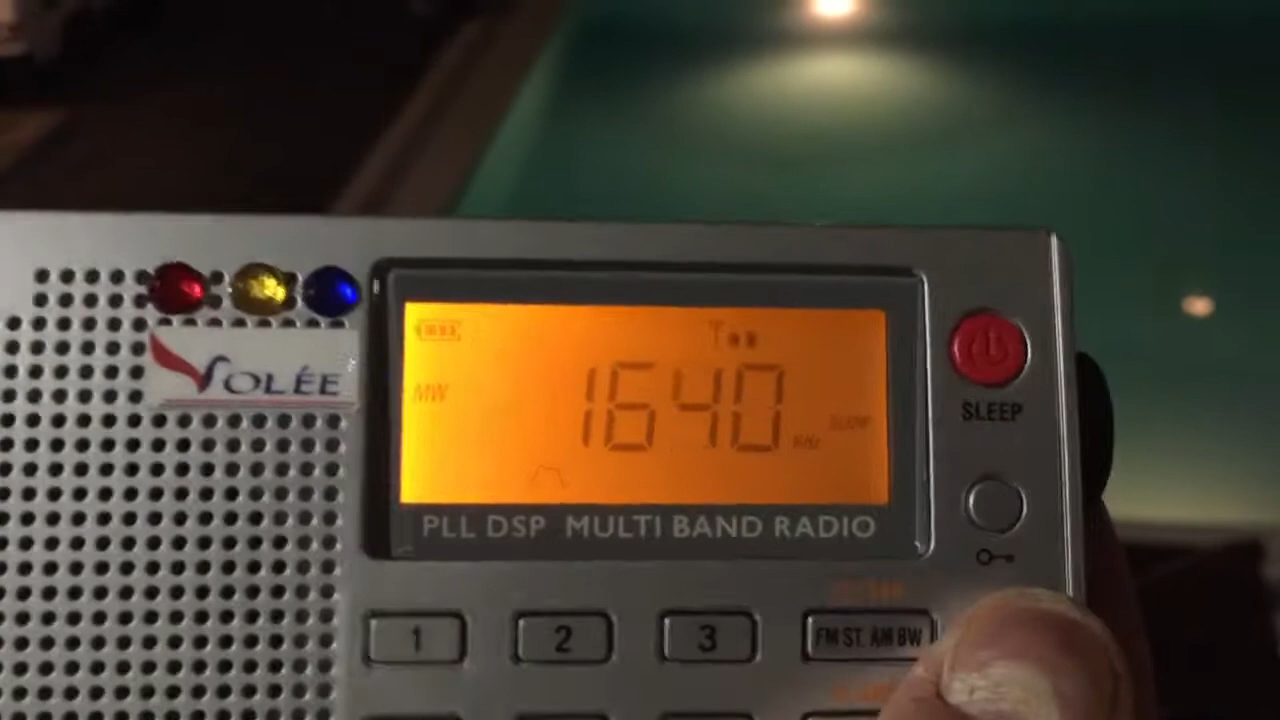 VOLÉE
MW
1640
SLEEP
PLL DSP MULTI BAND RADIO
1
2
3
FM ST. AM BW